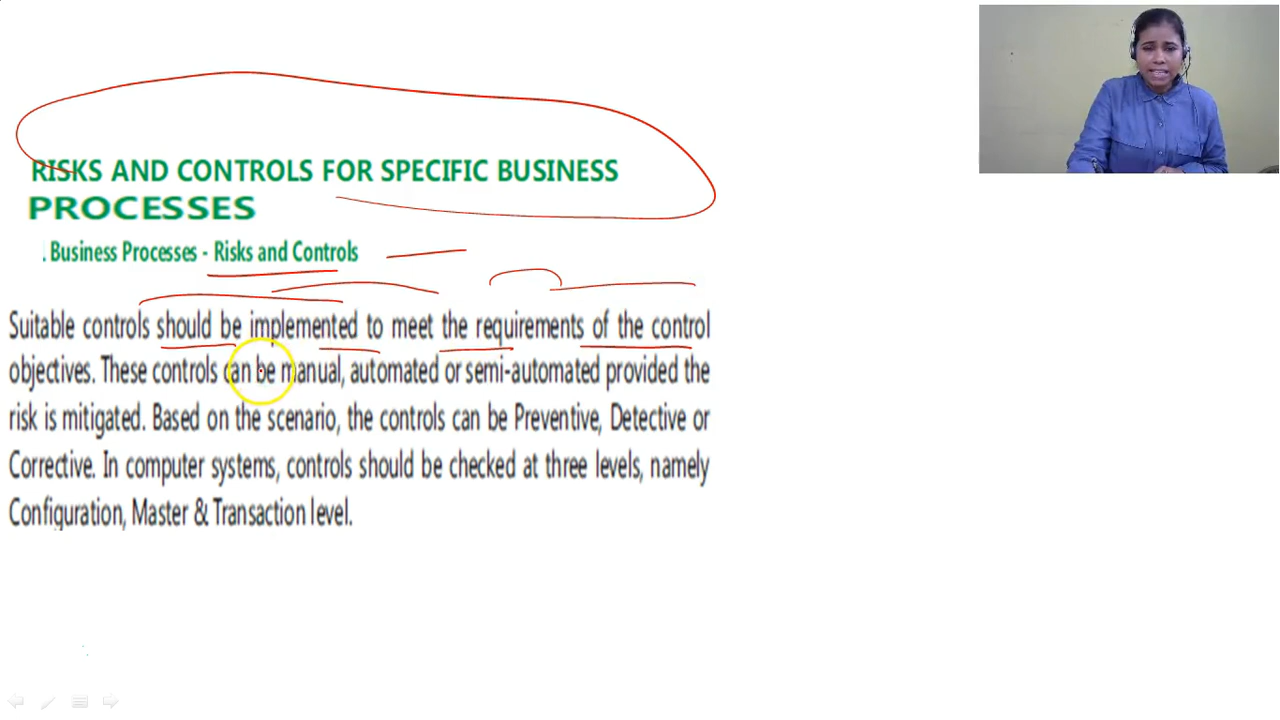 RISKS AND CONTROLS FOR SPECIFIC BUSINESS
PROCESSES
. Business Processes - Risks and Controls
Suitable controls should be implemented to meet the requirements of the control
objectives. These controls can be manual, automated or semi-automated provided the
risk is mitigated. Based on the scenario, the controls can be Preventive, Detective or
Corrective. In computer systems, controls should be checked at three levels, namely
Configuration, Master & Transaction level.